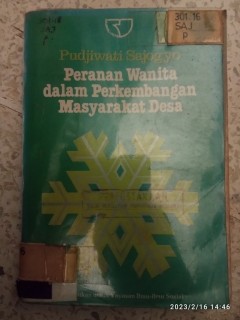 301.16
SAJ
P
Pudjiwati Sajogyo
Peranan Wanita
dalam Perkembangan
Masyarakat Desa
2023/2/16 14:46